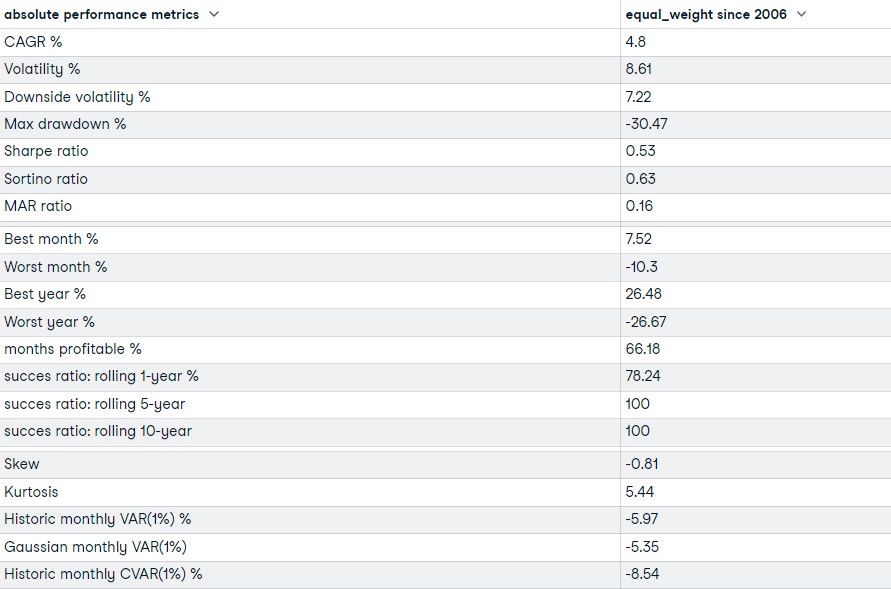 absolute performance metrics equal_weight since 2006
CAGR % 4.8
Volatility % 8.61
Downside volatility % 7.22
Max drawdown % -30.47
Sharpe ratio 0.53
Sortino ratio 0.63
MAR ratio 0.16
Best month % 7.52
Worst month % -10.3
Best year % 26.48
Worst year % -26.67
months profitable % 66.18
succes ratio: rolling 1-year % 78.24
succes ratio: rolling 5-year 100
succes ratio: rolling 10-year 100
Skew -0.81
Kurtosis 5.44
Historic monthly VAR(1%) % -5.97
Gaussian monthly VAR(1%) -5.35
Historic monthly CVAR(1%) % -8.54